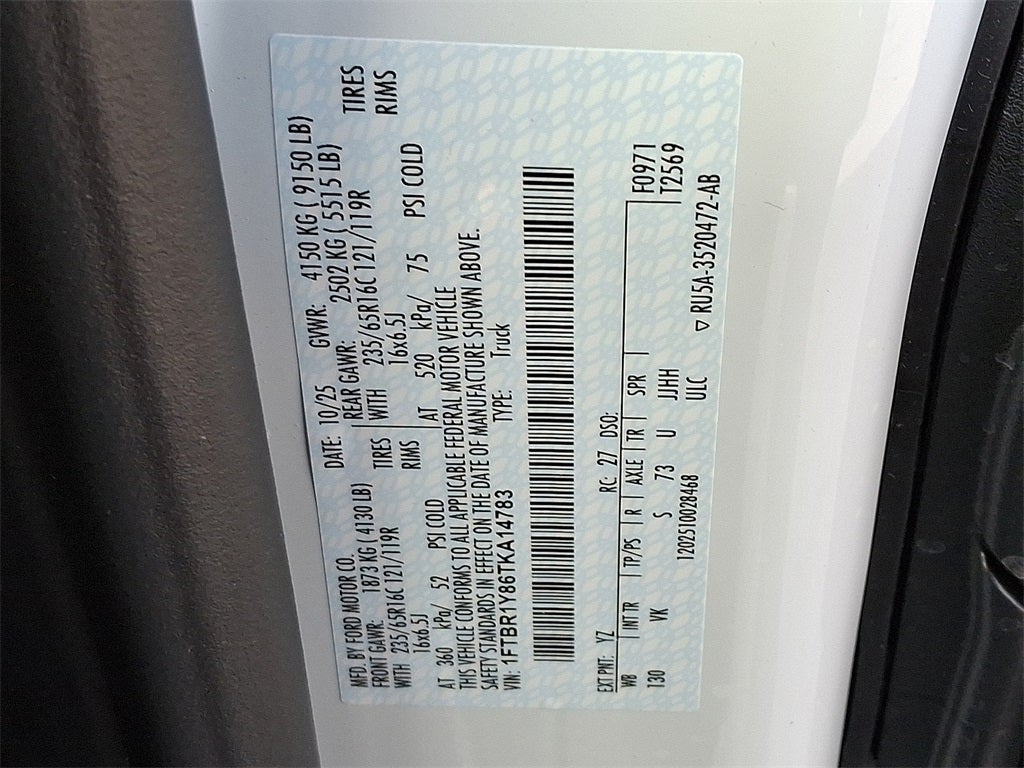 MFD. BY FORD MOTOR CO. DATE: 10/25 GVWR: 4150 KG ( 9150 LB)
FRONT GAWR: 1873 KG ( 4130 LB) REAR GAWR: 2502 KG ( 5515 LB)
WITH 235/65R16C 121/119R TIRES WITH 235/65R16C 121/119R TIRES
16x6.5J RIMS 16x6.5J RIMS
AT 360 kPa/ 52 PSI COLD AT 520 kPa/ 75 PSI COLD
THIS VEHICLE CONFORMS TO ALL APPLICABLE FEDERAL MOTOR VEHICLE
SAFETY STANDARDS IN EFFECT ON THE DATE OF MANUFACTURE SHOWN ABOVE.
VIN: 1FTBR1Y86TKA14783 TYPE: Truck
EXT PNT: YZ RC: 27 DSO: F0971
WB INT TR TP/PS R AXLE TR SPR T2569
130 VK S 73 U JJHH
1202510028468 ULC ▽ RU5A-3520472-AB